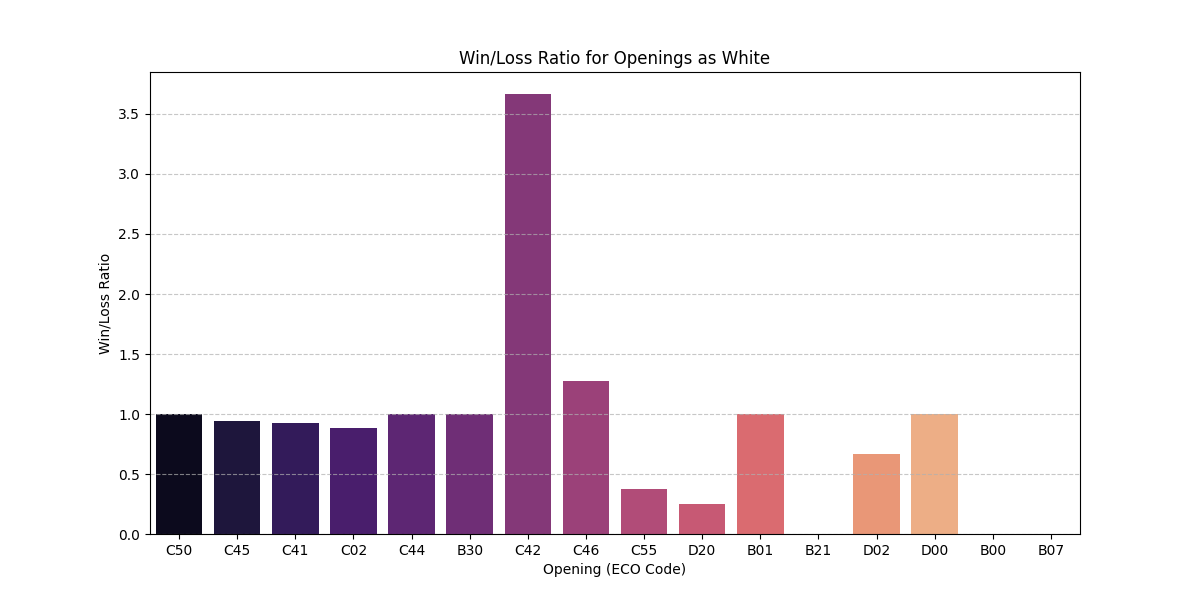 Win/Loss Ratio for Openings as White
Win/Loss Ratio
3.5
3.0
2.5
2.0
1.5
1.0
0.5
0.0
C50 C45 C41 C02 C44 B30 C42 C46 C55 D20 B01 B21 D02 D00 B00 B07
Opening (ECO Code)